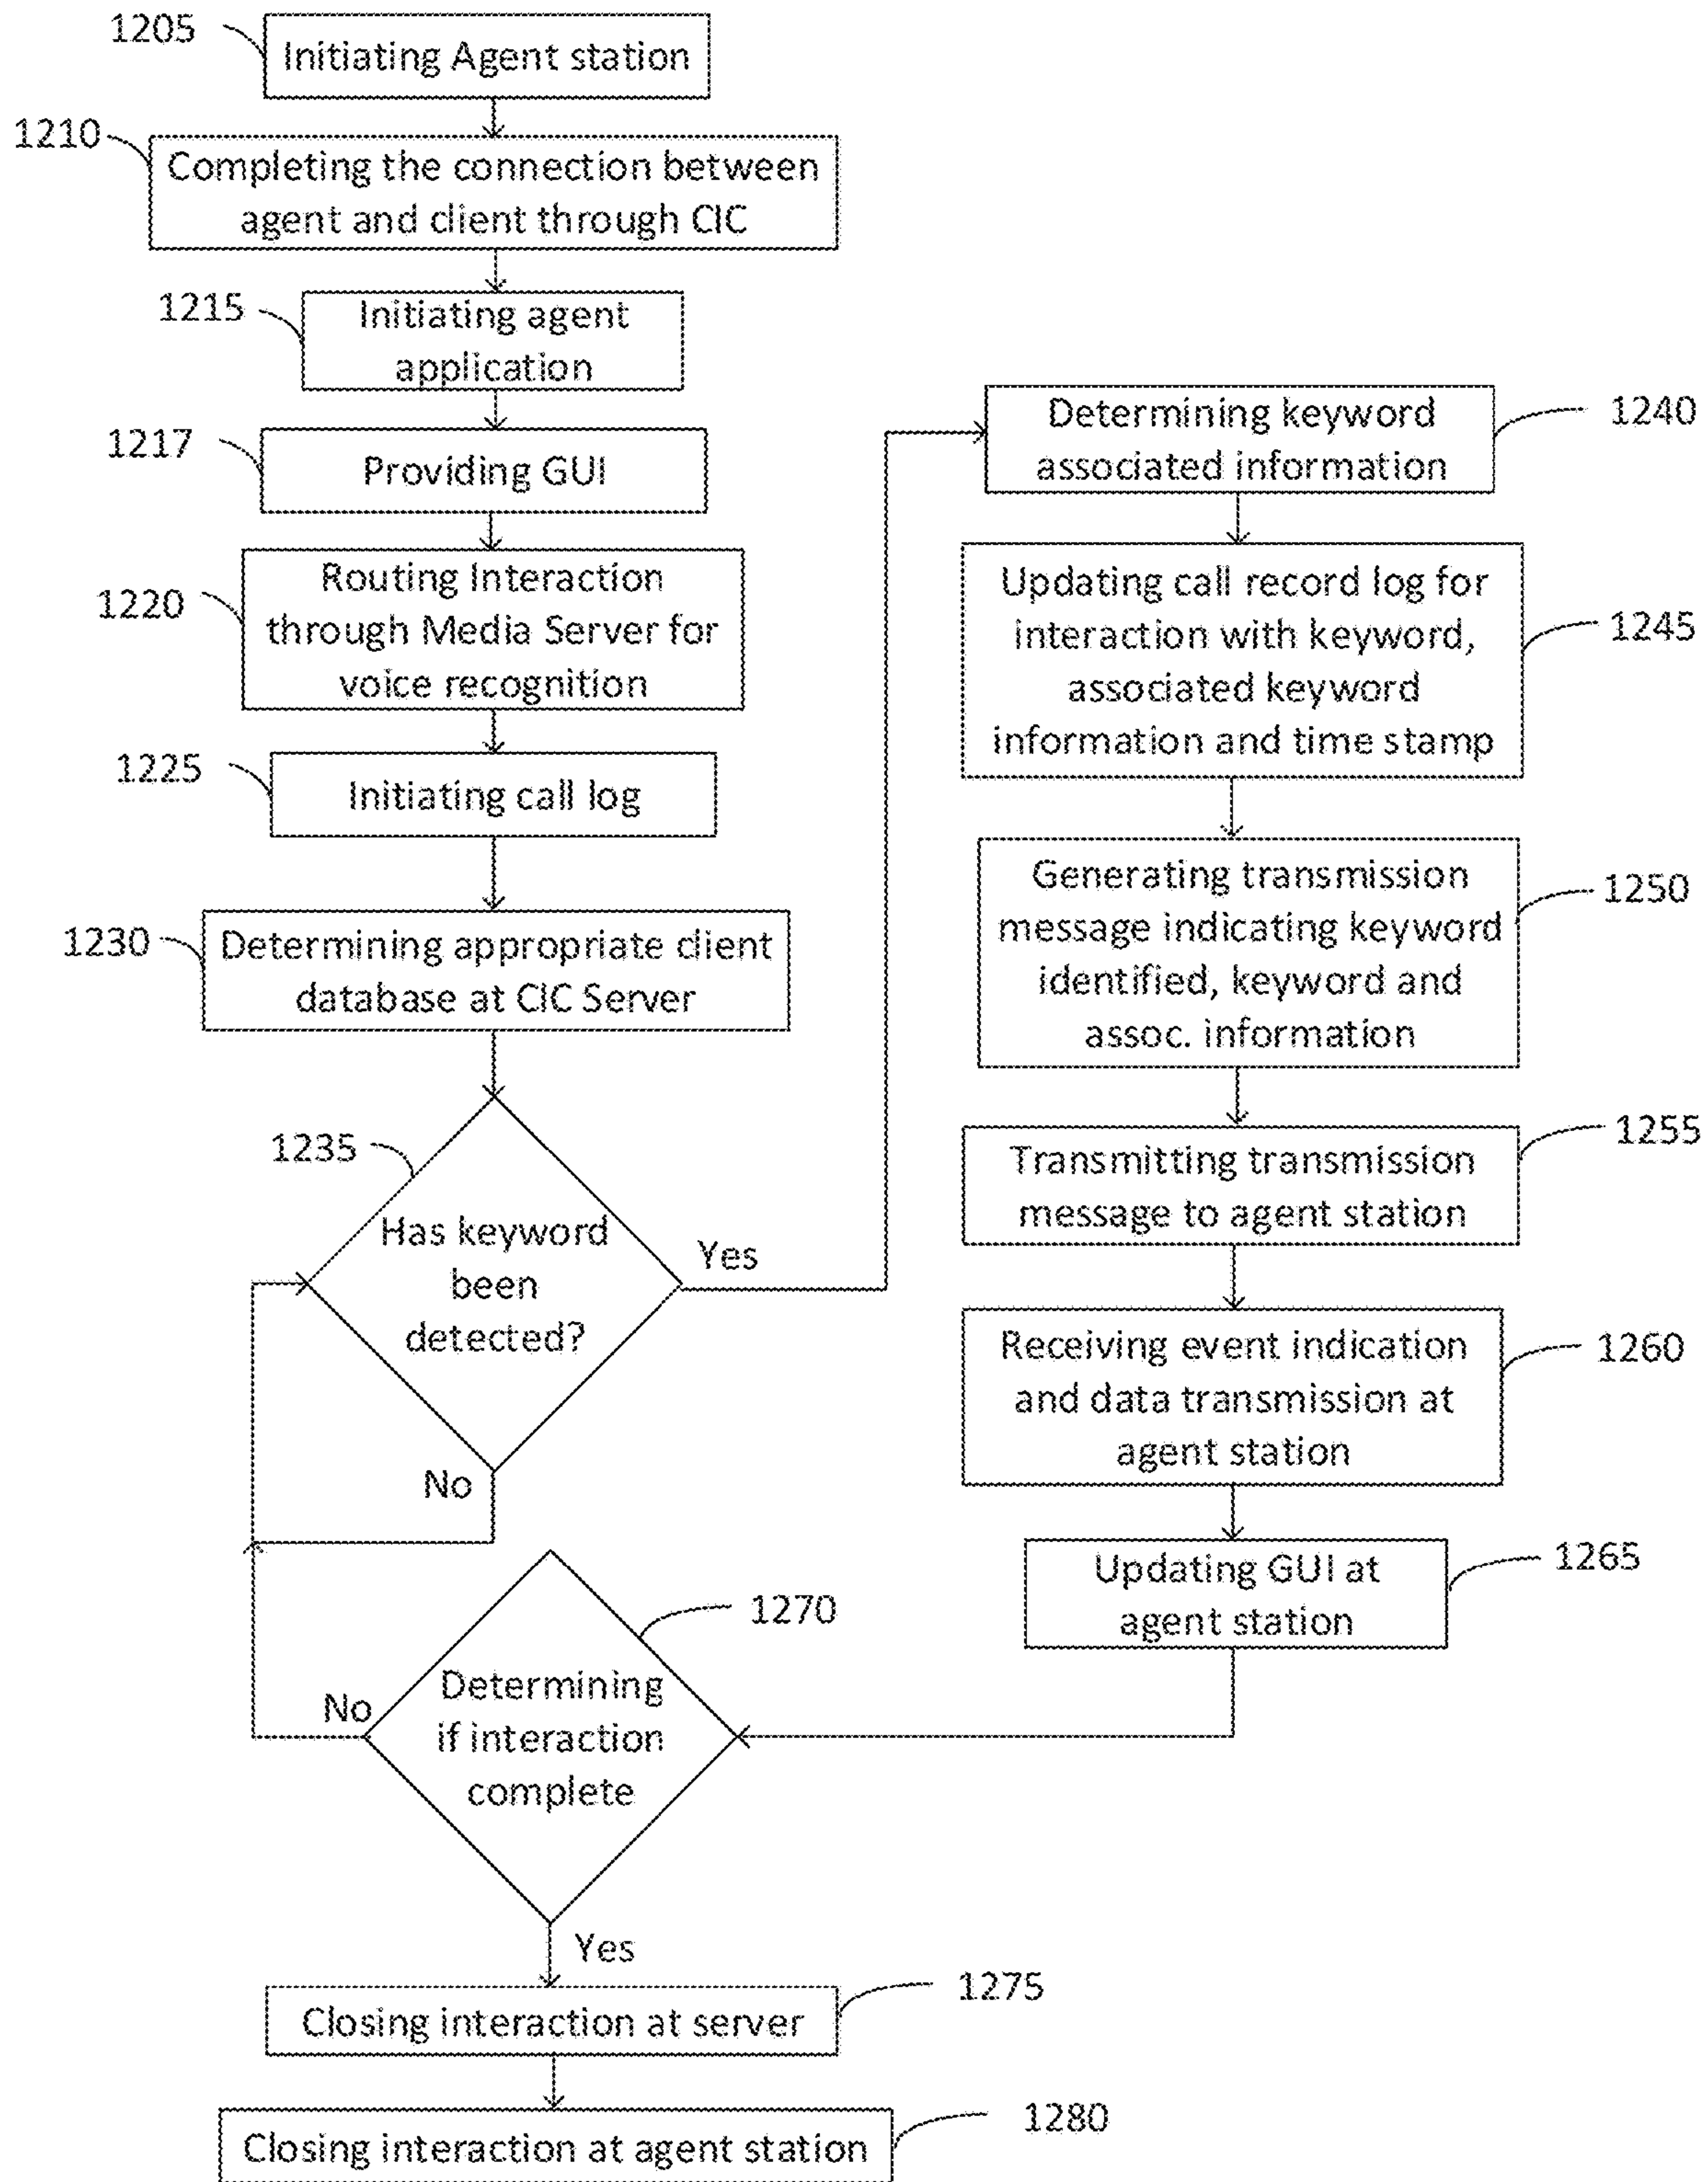 1205
Initiating Agent station
1210
Completing the connection between
agent and client through CIC
1215
Initiating agent
application
1217
Providing GUI
1220
Routing Interaction
through Media Server for
voice recognition
1225
Initiating call log
1230
Determining appropriate client
database at CIC Server
1235
Has keyword
been
detected?
Yes
No
1240
Determining keyword
associated information
1245
Updating call record log for
interaction with keyword,
associated keyword
information and time stamp
1250
Generating transmission
message indicating keyword
identified, keyword and
assoc. information
1255
Transmitting transmission
message to agent station
1260
Receiving event indication
and data transmission at
agent station
1265
Updating GUI at
agent station
1270
Determining
if interaction
complete
No
Yes
1275
Closing interaction at server
1280
Closing interaction at agent station